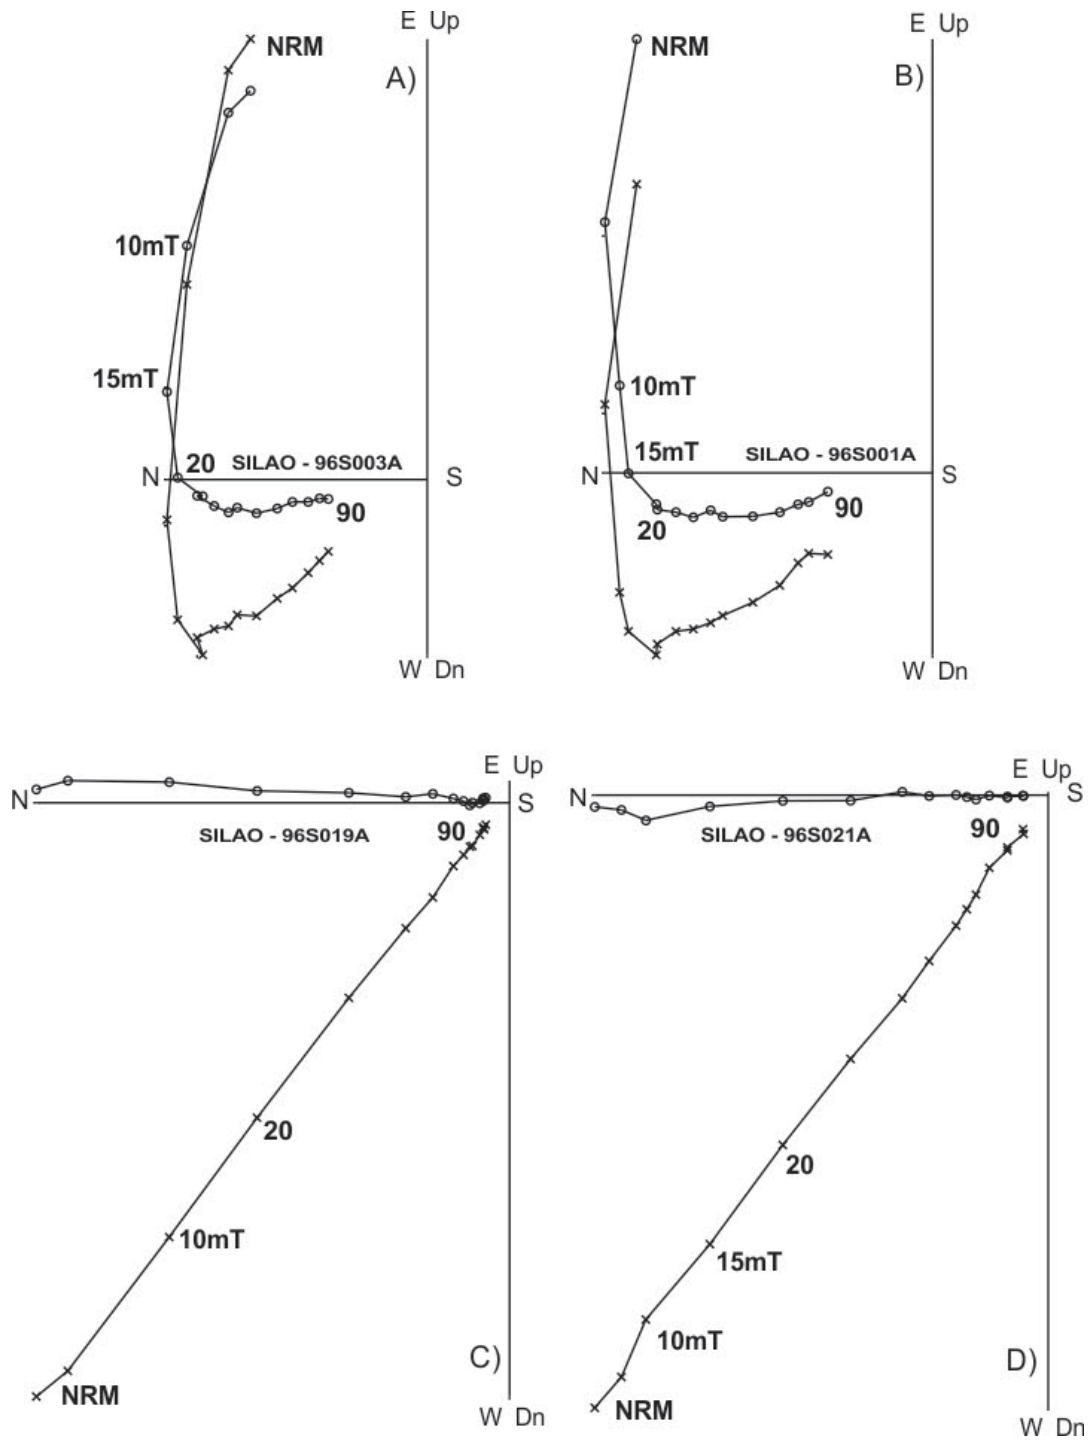 E Up
NRM
A)
10mT
15mT
20
SILAO - 96S003A
N
S
90
W Dn
E Up
NRM
B)
10mT
15mT
SILAO - 96S001A
N
S
20
90
W Dn
E Up
N
S
SILAO - 96S019A
90
20
10mT
C)
NRM
W Dn
E Up
N
S
SILAO - 96S021A
90
20
15mT
10mT
D)
NRM
W Dn